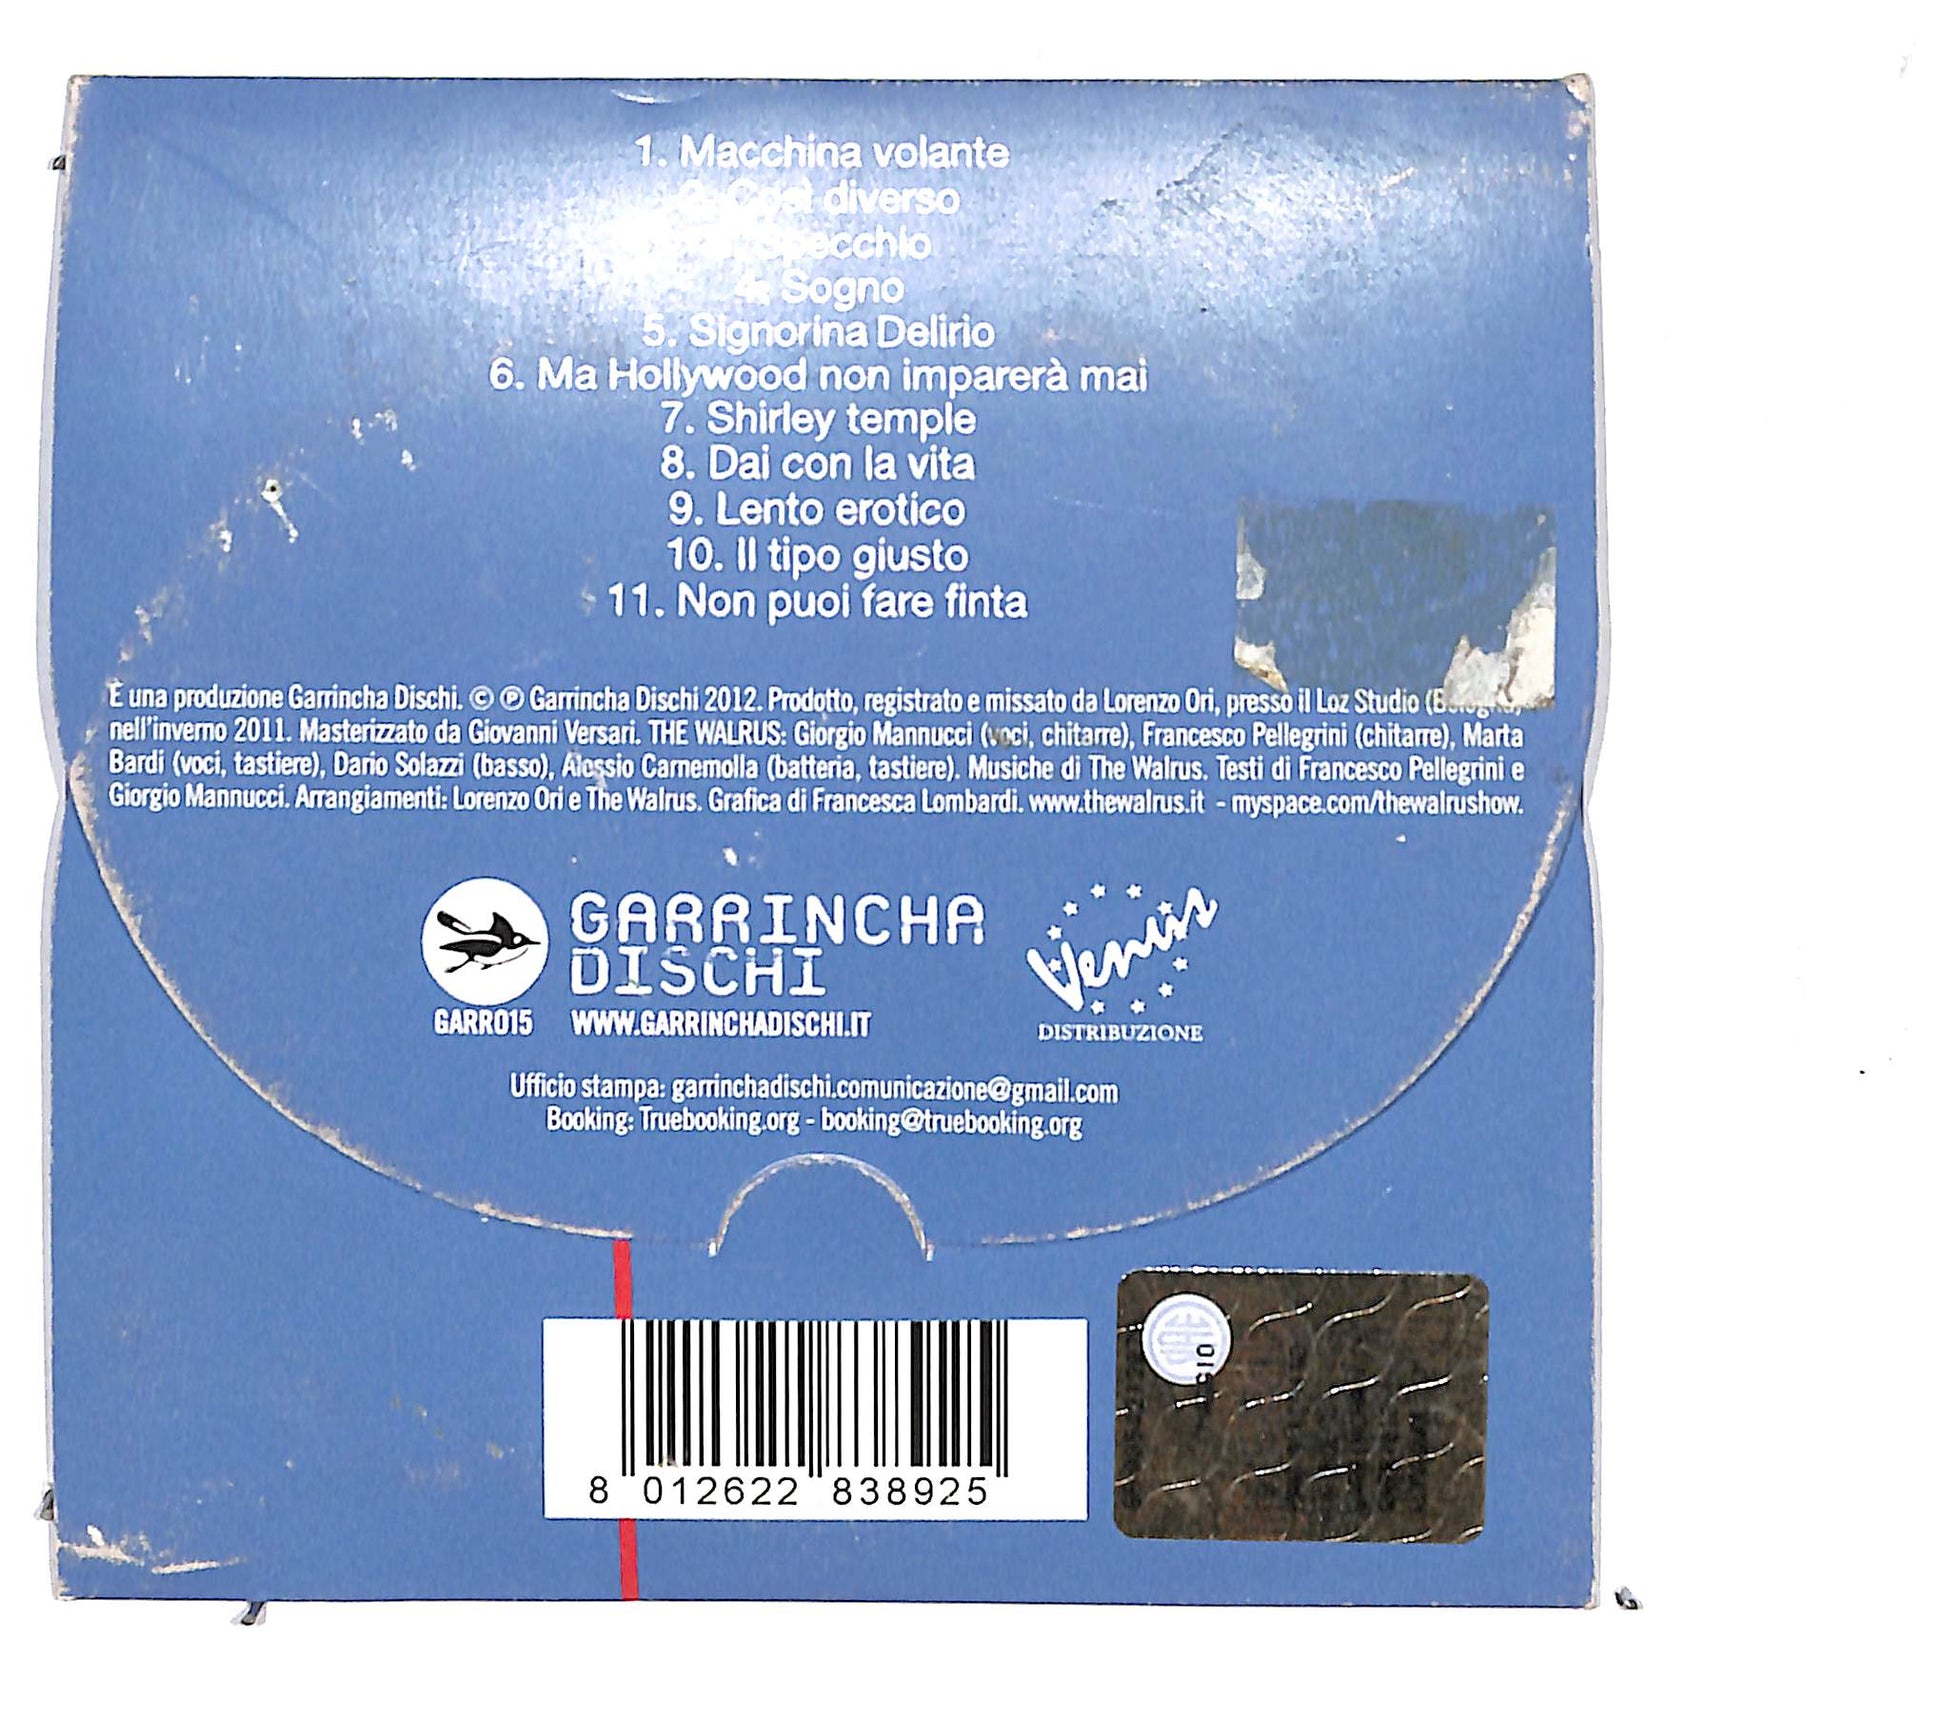 1. Macchina volante
2. Così diverso
Specchio
4. Sogno
5. Signorina Delirio
6. Ma Hollywood non imparerà mai
7. Shirley temple
8. Dai con la vita
9. Lento erotico
10. Il tipo giusto
11. Non puoi fare finta
È una produzione Garrincha Dischi. © ℗ Garrincha Dischi 2012. Prodotto, registrato e missato da Lorenzo Ori, presso il Loz Studio (Bologna)
nell'inverno 2011. Masterizzato da Giovanni Versari. THE WALRUS: Giorgio Mannucci (voci, chitarre), Francesco Pellegrini (chitarre), Marta
Bardi (voci, tastiere), Dario Solazzi (basso), Alessio Carnemolla (batteria, tastiere). Musiche di The Walrus. Testi di Francesco Pellegrini e
Giorgio Mannucci. Arrangiamenti: Lorenzo Ori e The Walrus. Grafica di Francesca Lombardi. www.thewalrus.it - myspace.com/thewalrushow.
GARRINCHA
DISCHI
GARR015 WWW.GARRINCHADISCHI.IT
Venus
DISTRIBUZIONE
Ufficio stampa: garrinchadischi.comunicazione@gmail.com
Booking: Truebooking.org - booking@truebooking.org
SIAE
8 012622 838925